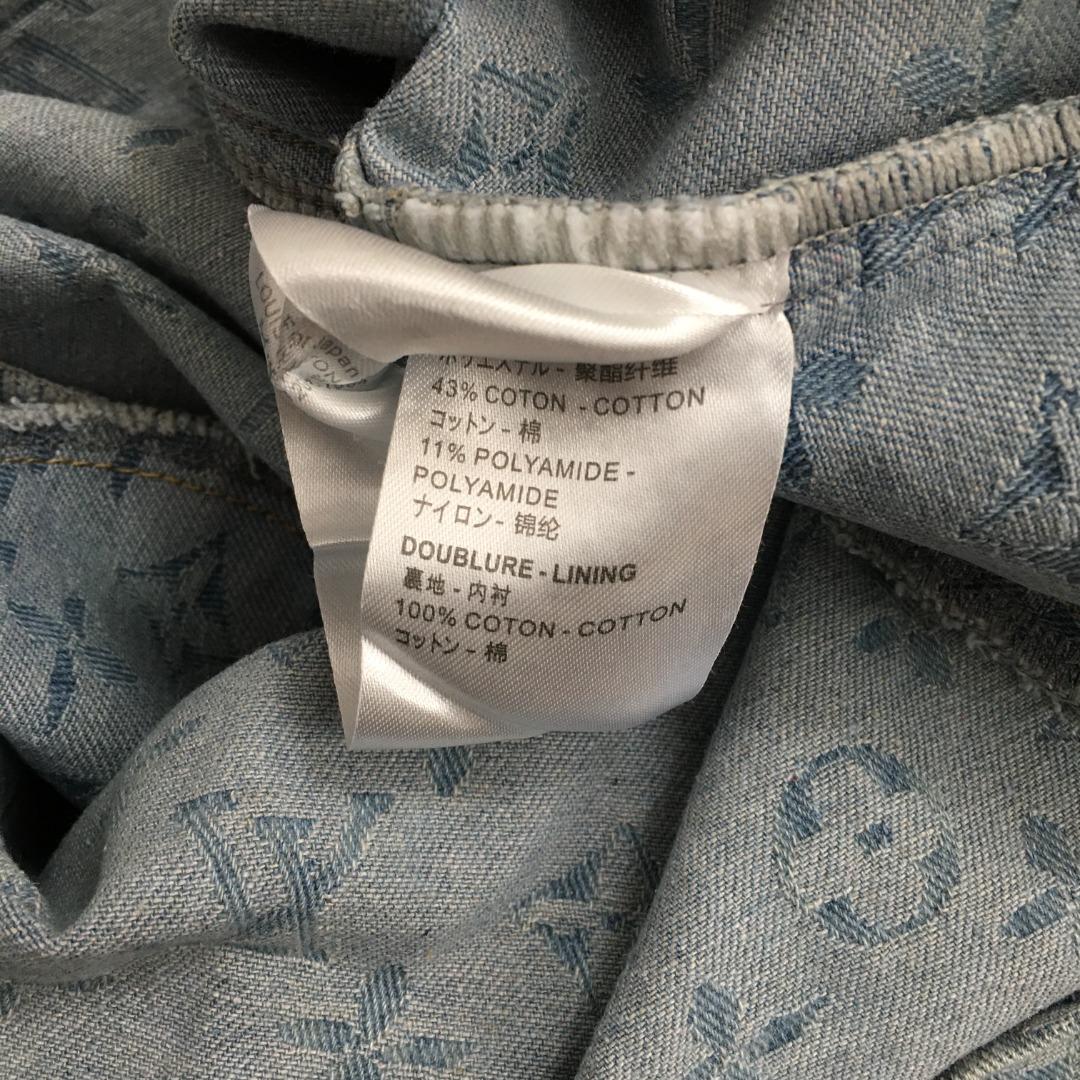 ポリエステル - 聚酯纤维
43% COTON - COTTON
コットン - 棉
11% POLYAMIDE -
POLYAMIDE
ナイロン - 锦纶
DOUBLURE - LINING
裏地 - 内衬
100% COTON - COTTON
コットン - 棉
For Japan